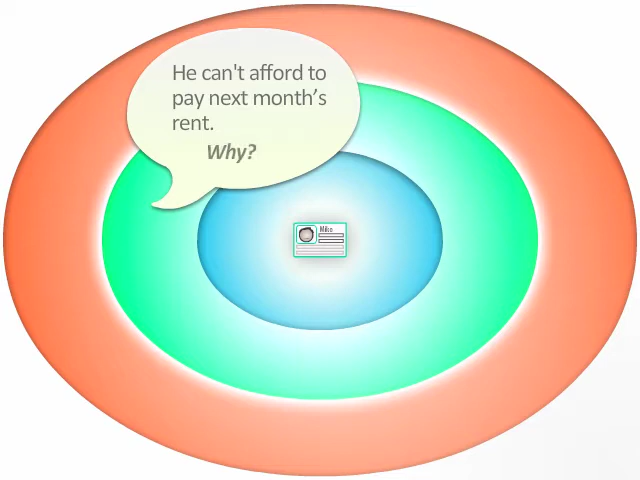 He can't afford to
pay next month’s
rent.
Why?
Mike